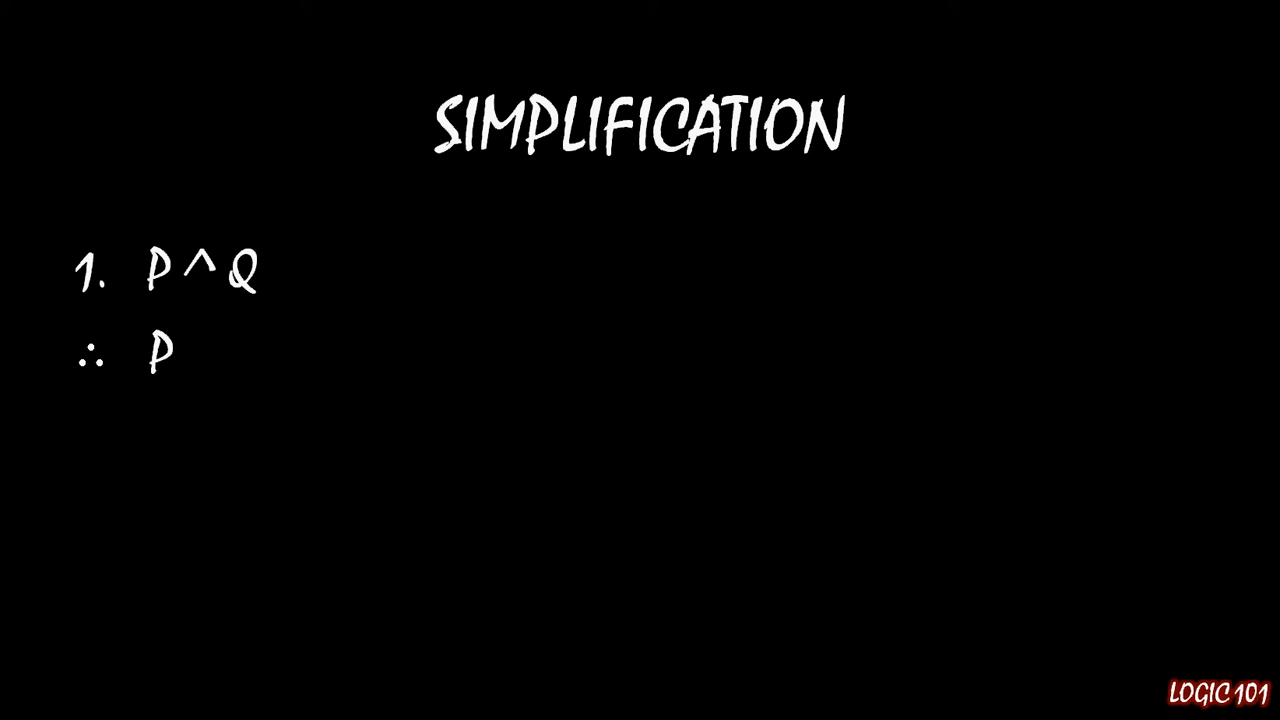 SIMPLIFICATION
1. P ^ Q
∴ P
LOGIC 101